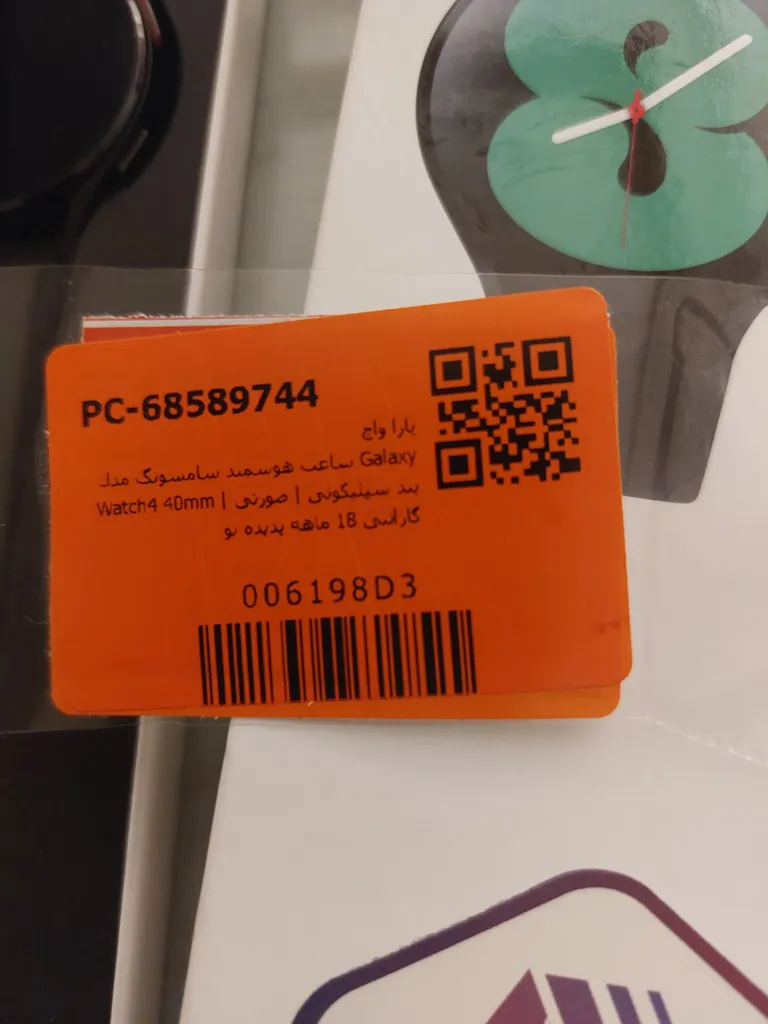 PC-68589744
یارا واچ
ساعت هوشمند سامسونگ مدل Galaxy
Watch4 40mm | بند سیلیکونی | صورتی
گارانتی 18 ماهه پدیده نو
006198D3